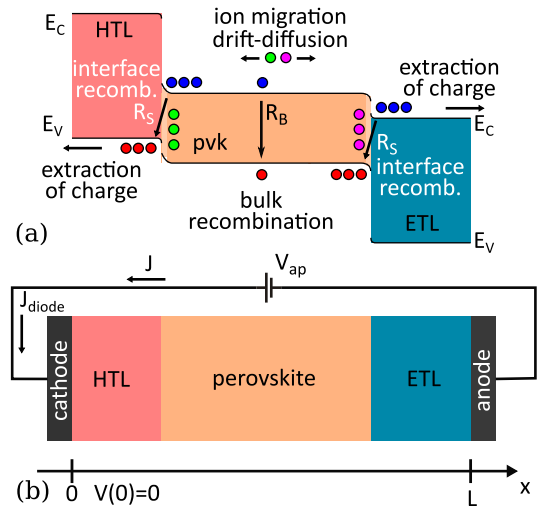 E_C
HTL
ion migration
drift-diffusion
interface
recomb.
extraction
of charge
E_V
R_S
R_B
E_C
pvk
R_S
interface
recomb.
extraction
of charge
bulk
recombination
ETL
E_V
(a)
J
V_ap
J_diode
cathode
HTL
perovskite
ETL
anode
(b)
0
V(0)=0
L
x